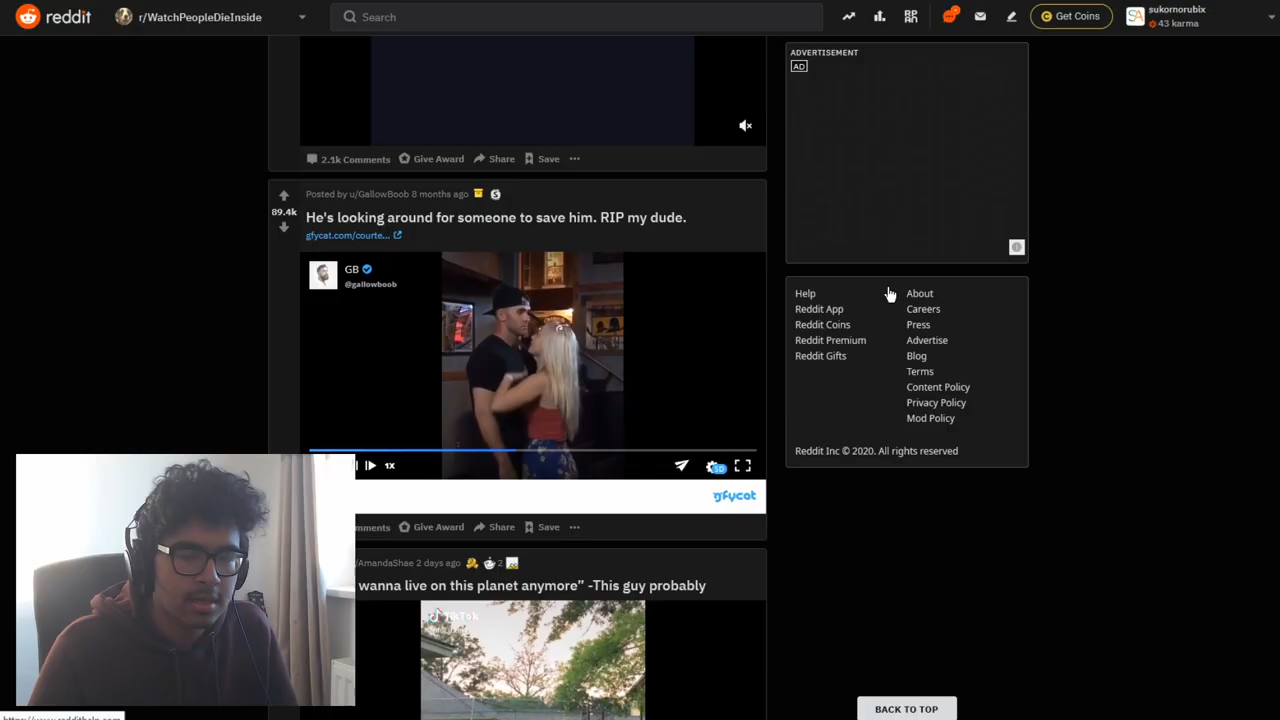 reddit
r/WatchPeopleDieInside
Search
Get Coins
sukornorubix
43 karma
ADVERTISEMENT
AD
2.1k Comments
Give Award
Share
Save
Posted by u/GallowBoob 8 months ago
89.4k
He's looking around for someone to save him. RIP my dude.
gfycat.com/courte...
GB
@gallowboob
1X
SD
gfycat
mments
Give Award
Share
Save
/AmandaShae 2 days ago
2
wanna live on this planet anymore” -This guy probably
TikTok
Help
About
Reddit App
Careers
Reddit Coins
Press
Reddit Premium
Advertise
Reddit Gifts
Blog
Terms
Content Policy
Privacy Policy
Mod Policy
Reddit Inc © 2020. All rights reserved
BACK TO TOP